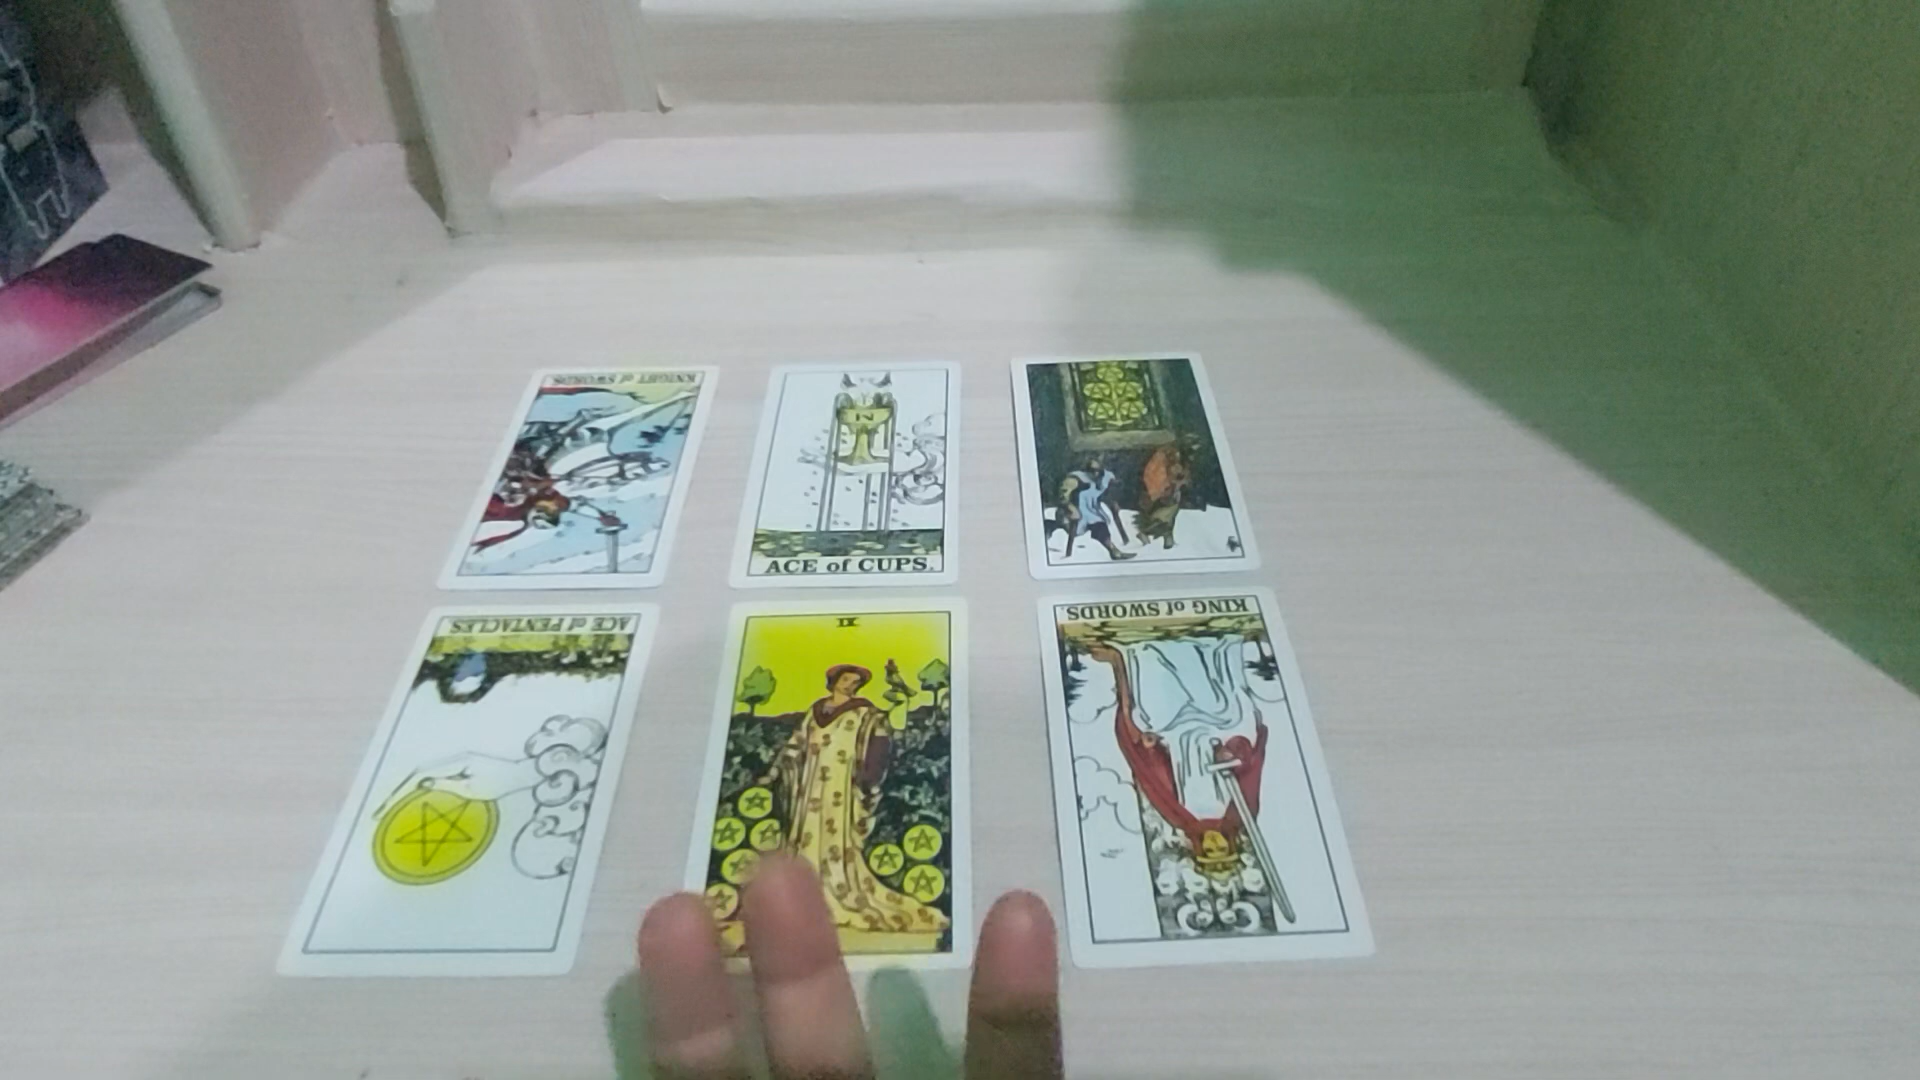 KNIGHT of SWORDS
ACE of CUPS.
ACE of PENTACLES
IX
KING of SWORDS.